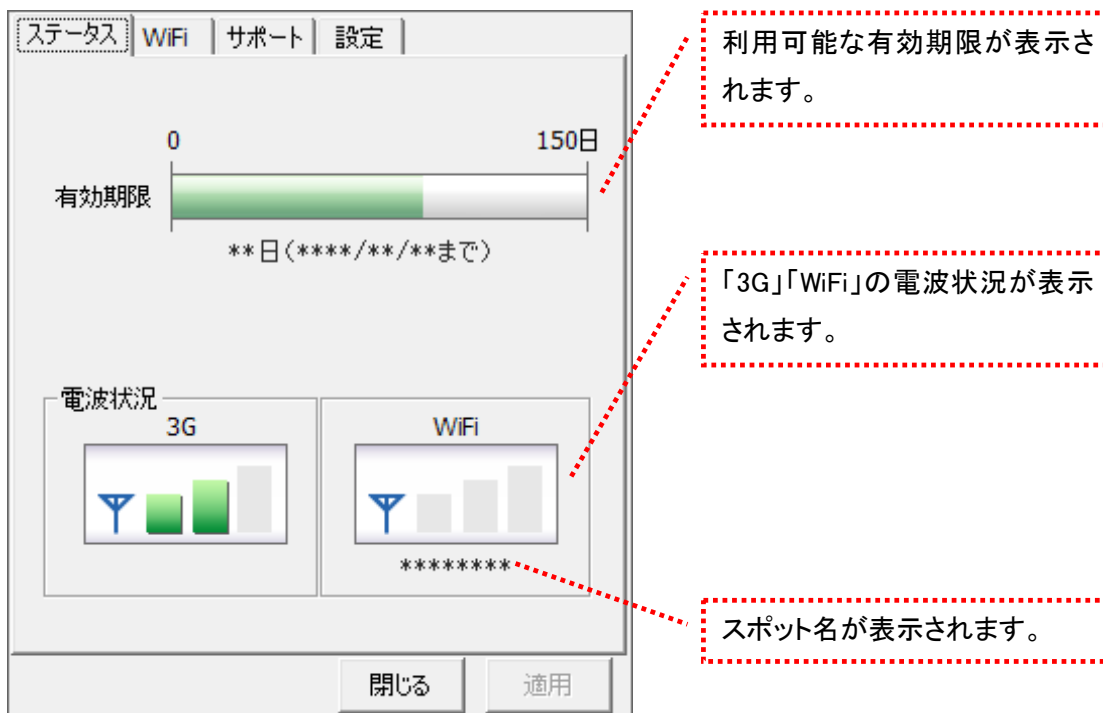 ステータス WiFi サポート 設定
利用可能な有効期限が表示さ
れます。
0 150日
有効期限
**日(****/**/**まで)
「3G」「WiFi」の電波状況が表示
されます。
電波状況
3G WiFi
********
スポット名が表示されます。
閉じる 適用